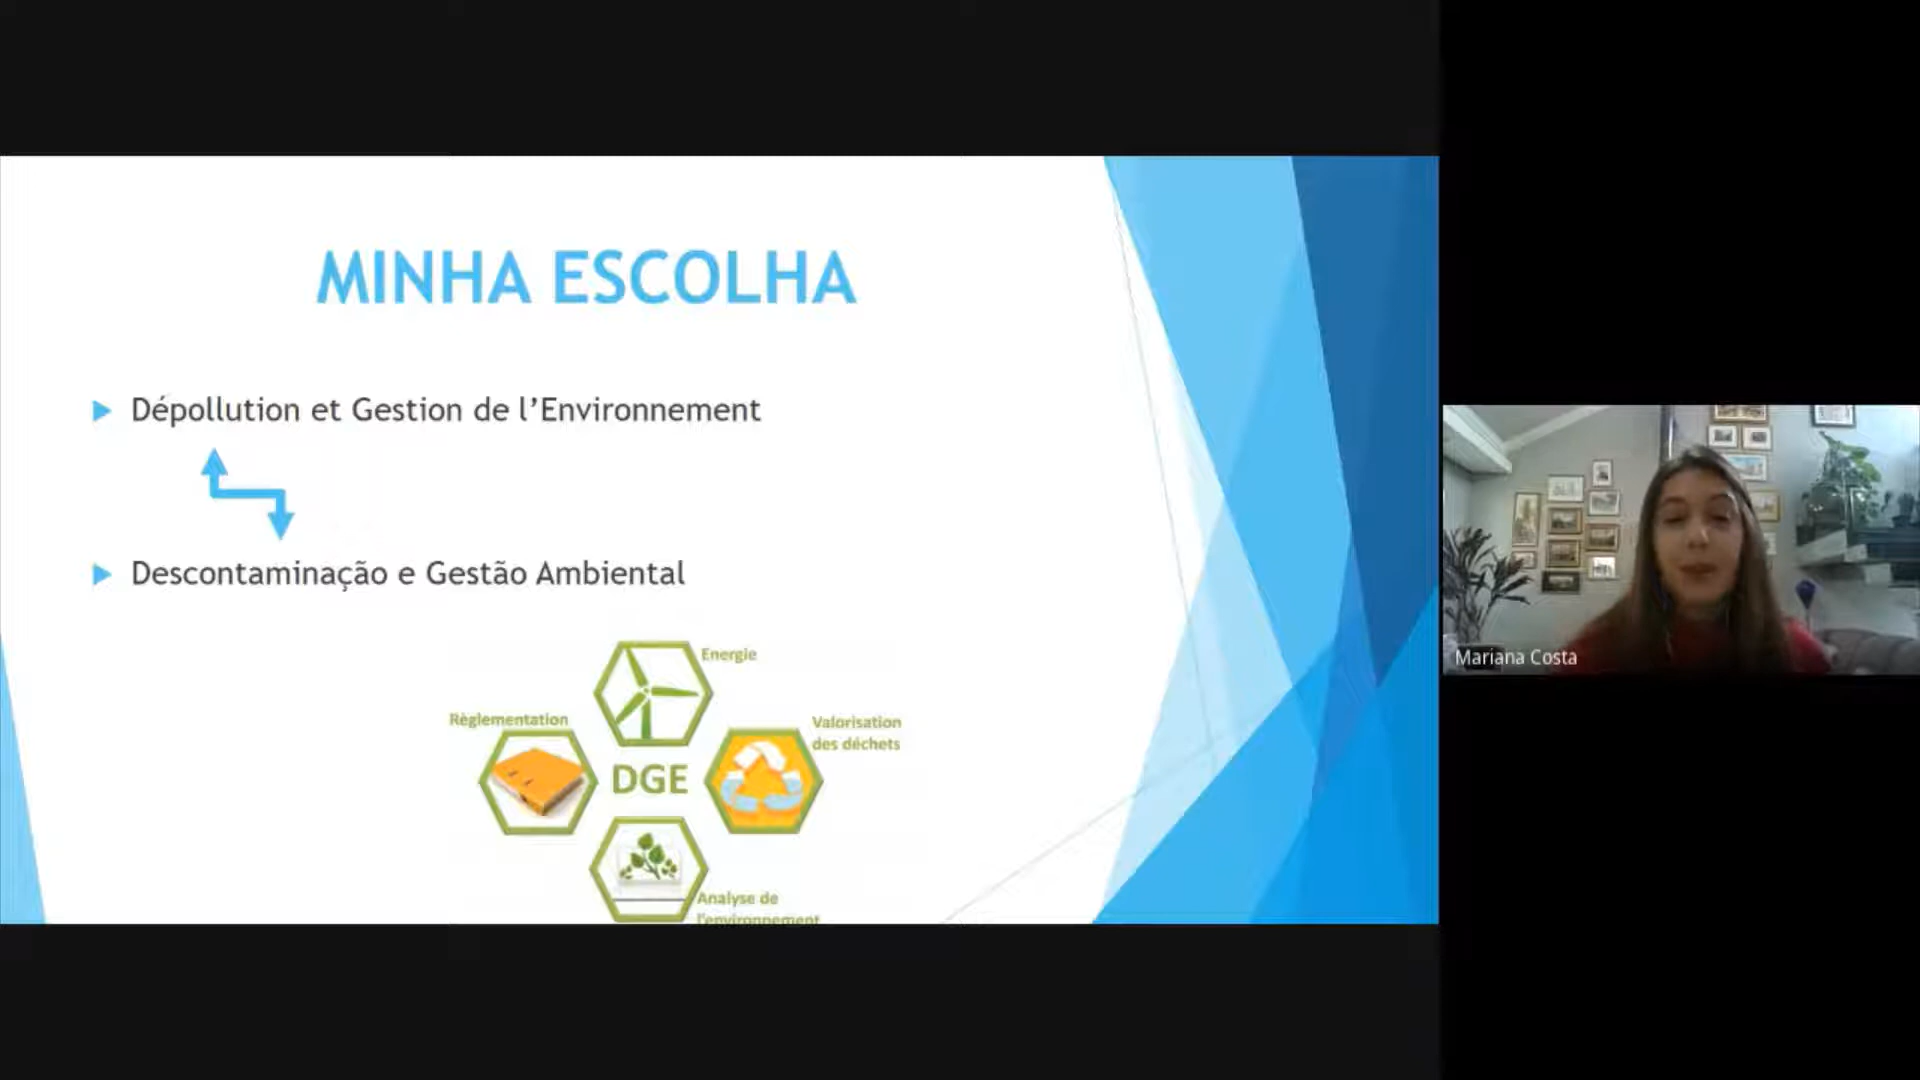 MINHA ESCOLHA
Dépollution et Gestion de l’Environnement
Descontaminação e Gestão Ambiental
Energie
Règlementation
Valorisation
des déchets
DGE
Analyse de
l'environnement
Mariana Costa